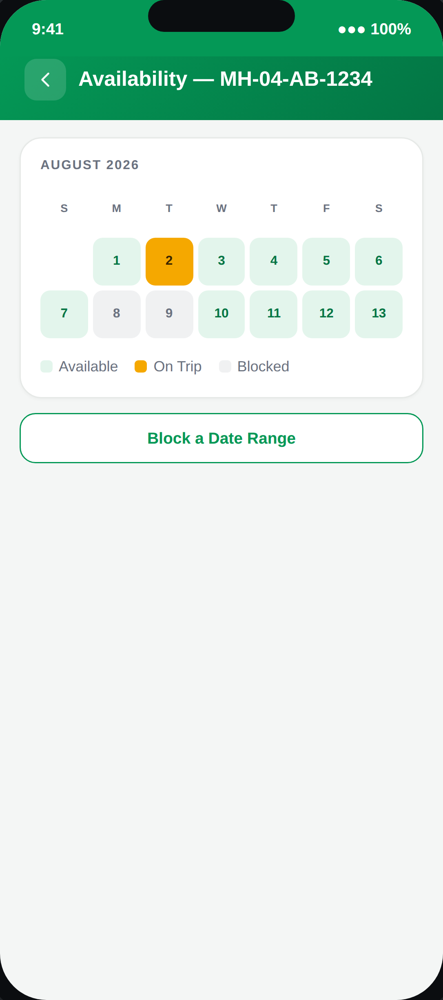 9:41 ●●● 100%
Availability — MH-04-AB-1234
AUGUST 2026
S M T W T F S
1 2 3 4 5 6
7 8 9 10 11 12 13
Available On Trip Blocked
Block a Date Range